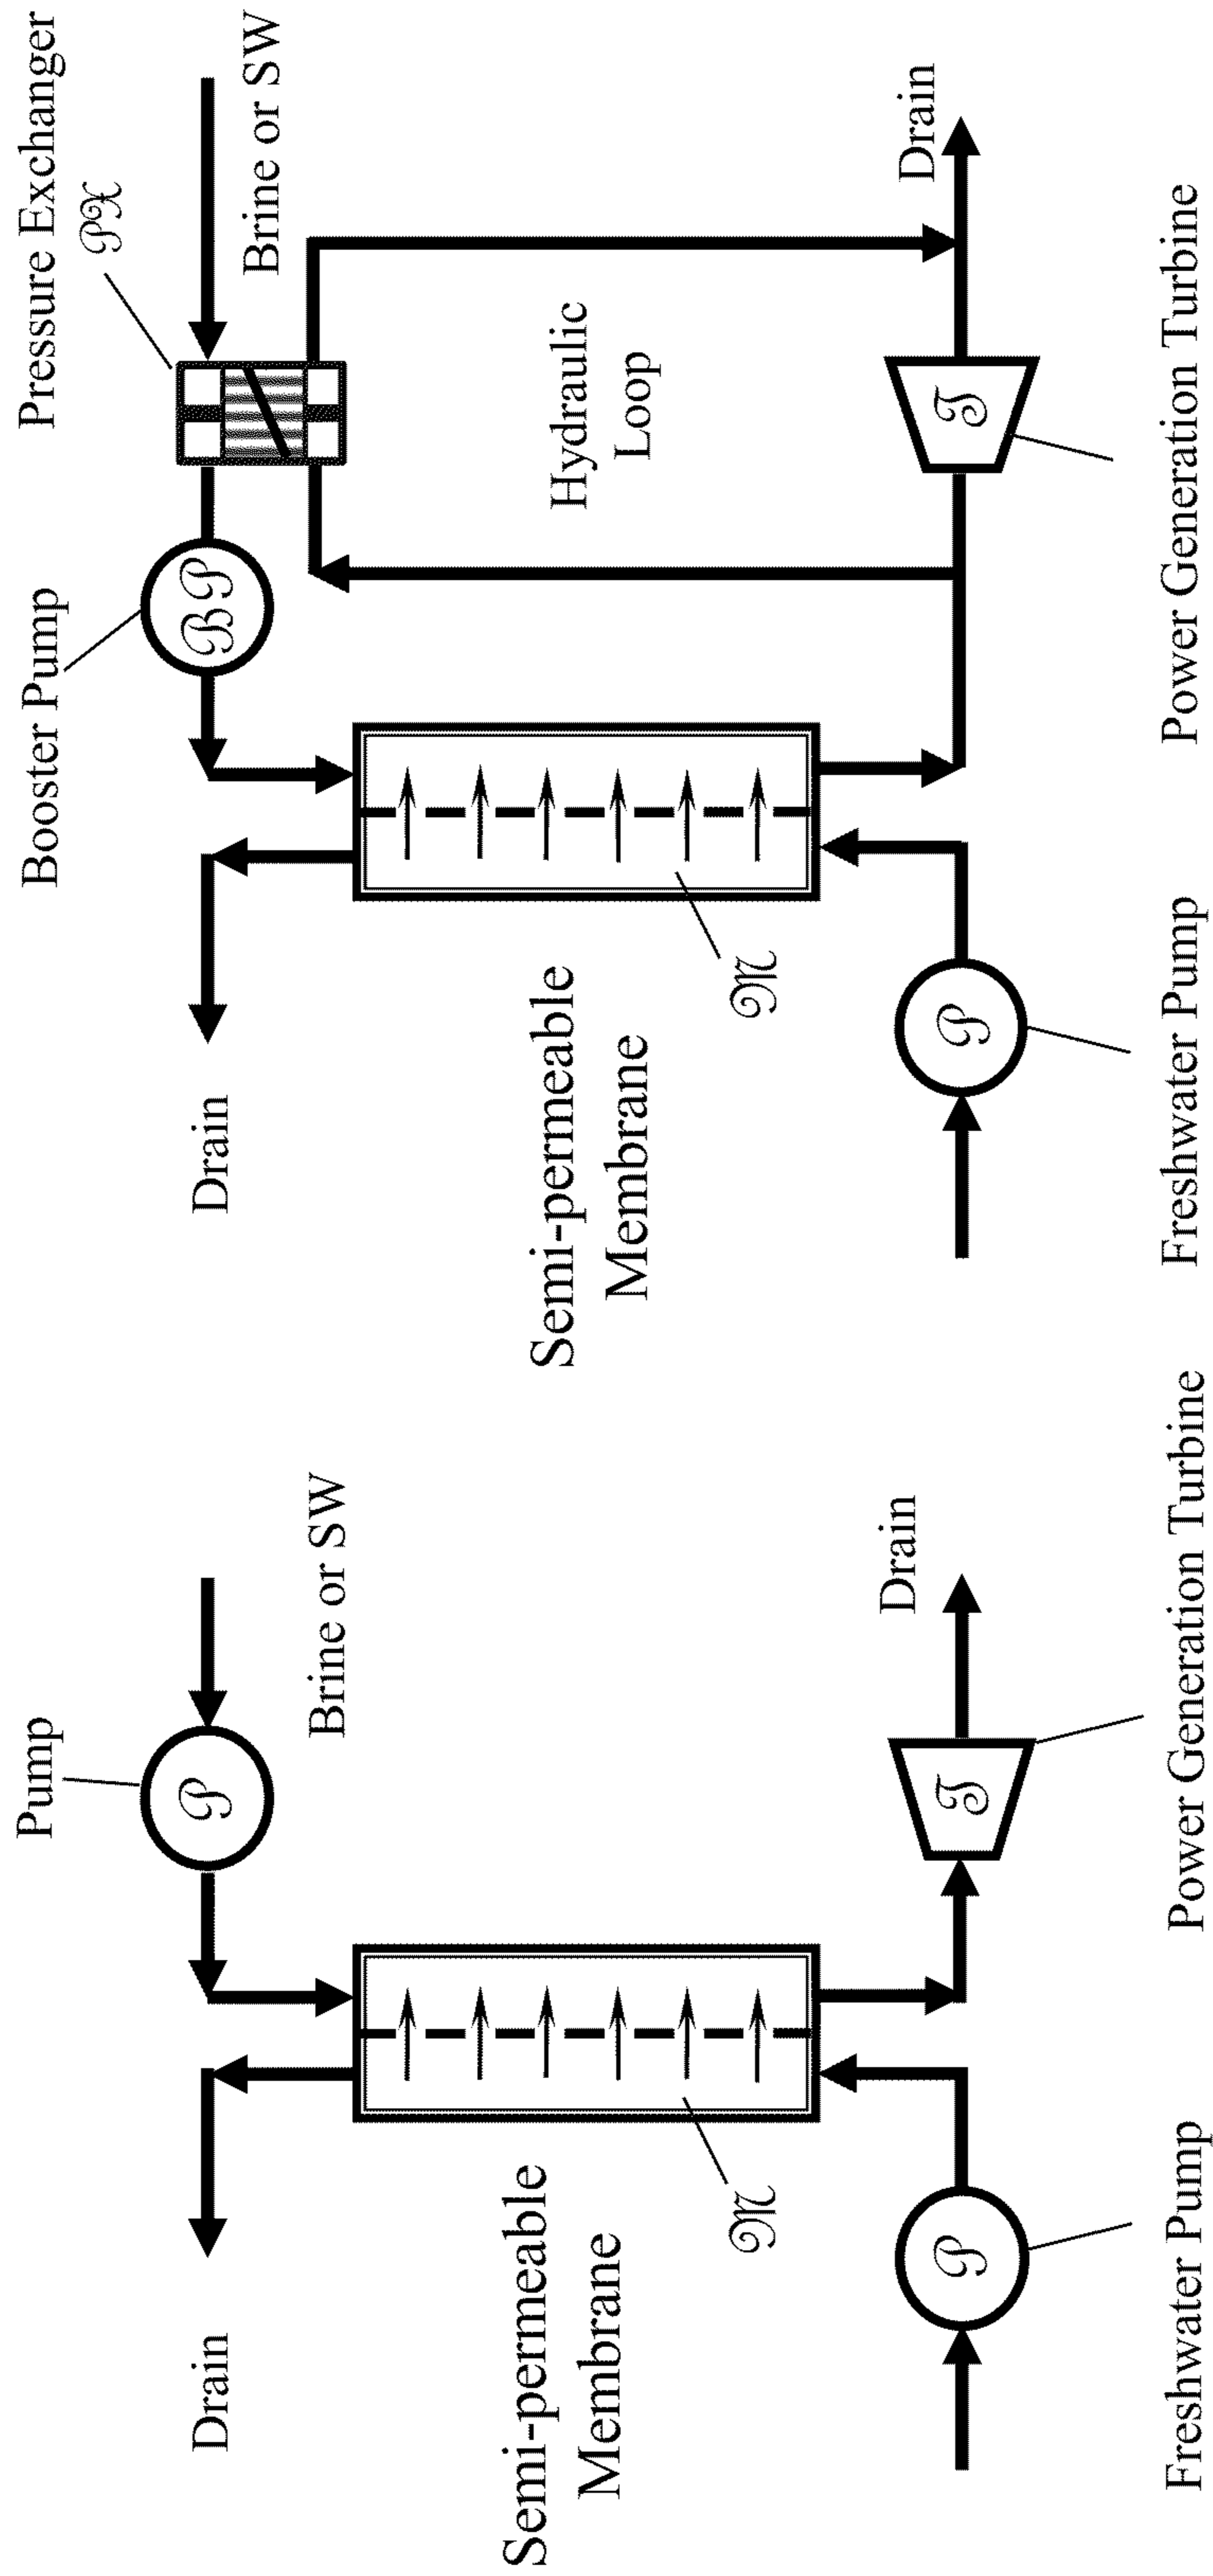 Pump
𝒫
Drain
Brine or SW
Semi-permeable
Membrane
ℳ
Drain
𝒫
𝒯
Freshwater Pump
Power Generation Turbine
Booster Pump
Pressure Exchanger
𝒫𝒳
ℬ𝒫
Drain
Brine or SW
Semi-permeable
Membrane
Hydraulic
Loop
ℳ
Drain
𝒫
𝒯
Freshwater Pump
Power Generation Turbine